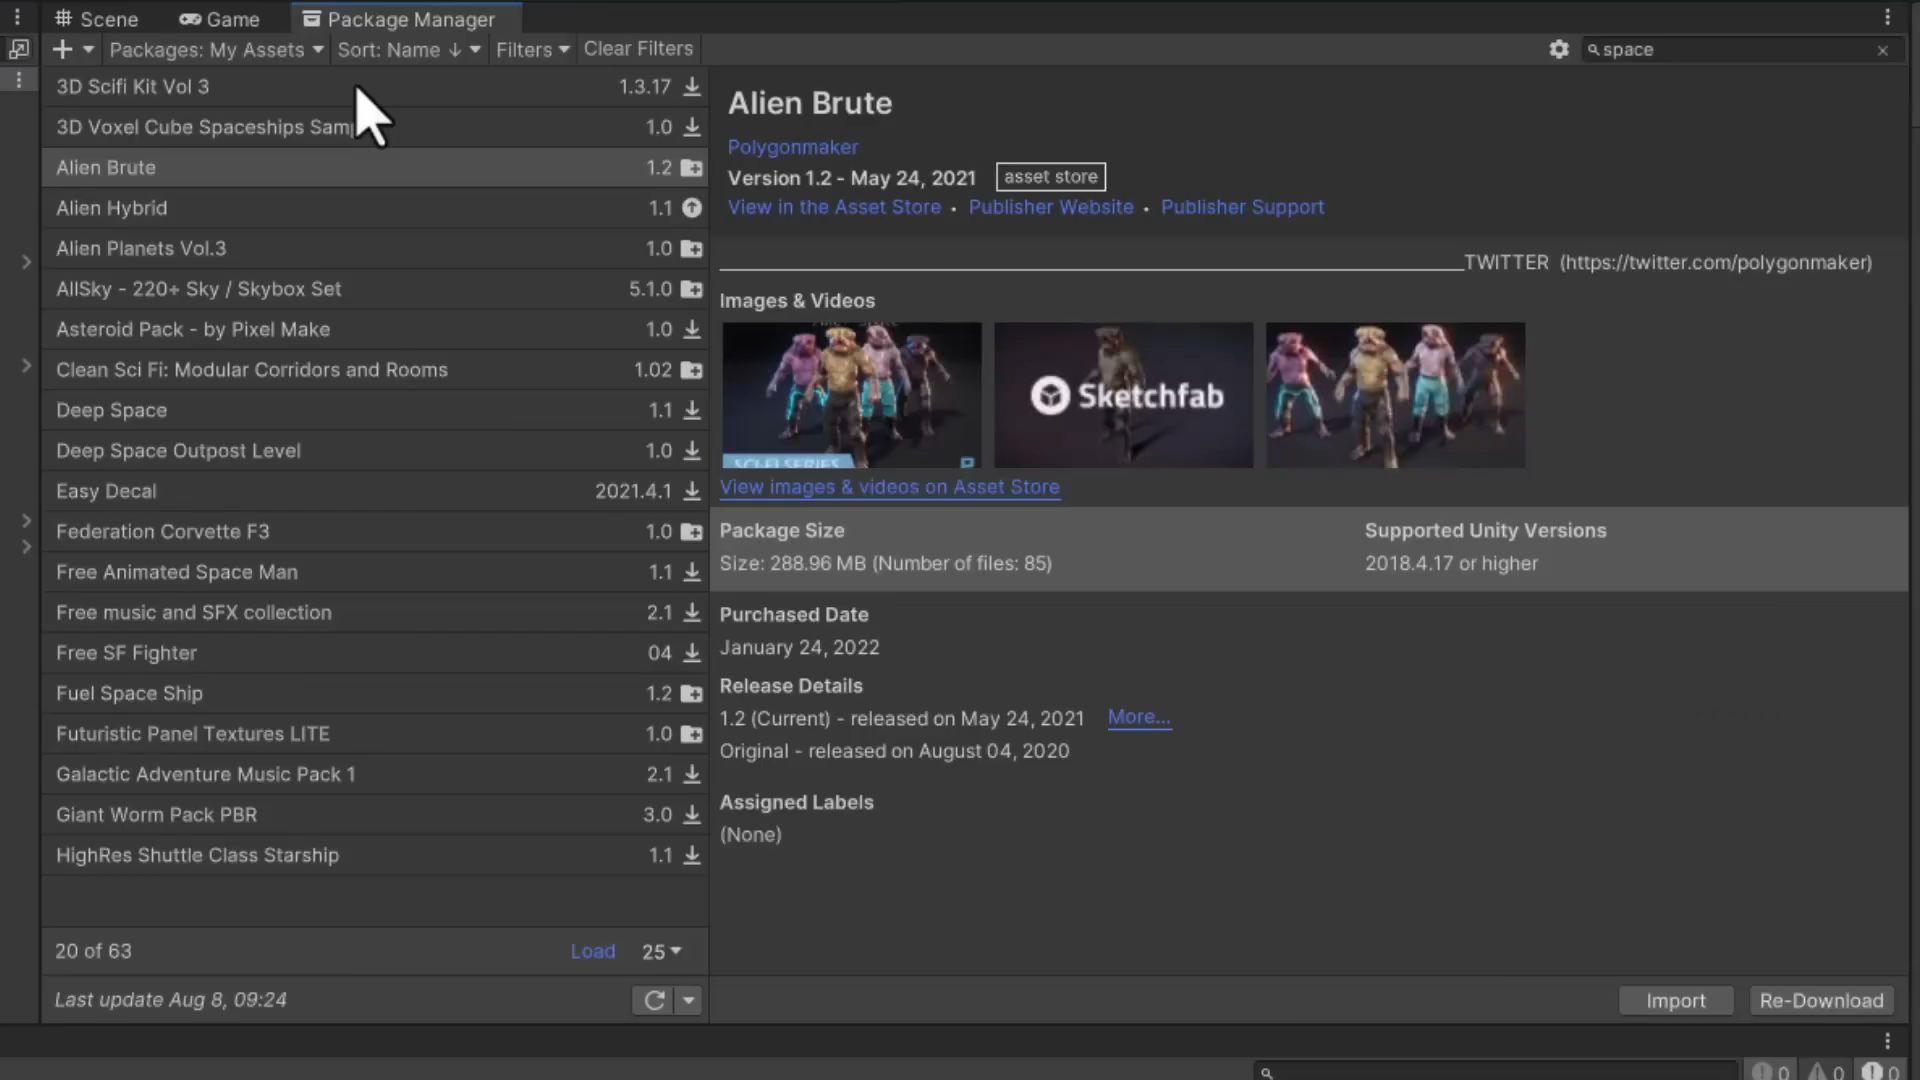 Scene
Game
Package Manager
Packages: My Assets
Sort: Name ↓
Filters
Clear Filters
space
3D Scifi Kit Vol 3 1.3.17
3D Voxel Cube Spaceships 1.0
Alien Brute 1.2
Alien Hybrid 1.1
Alien Planets Vol.3 1.0
AllSky - 220+ Sky / Skybox Set 5.1.0
Asteroid Pack - by Pixel Make 1.0
Clean Sci Fi: Modular Corridors and Rooms 1.02
Deep Space 1.1
Deep Space Outpost Level 1.0
Easy Decal 2021.4.1
Federation Corvette F3 1.0
Free Animated Space Man 1.1
Free music and SFX collection 2.1
Free SF Fighter 04
Fuel Space Ship 1.2
Futuristic Panel Textures LITE 1.0
Galactic Adventure Music Pack 1 2.1
Giant Worm Pack PBR 3.0
HighRes Shuttle Class Starship 1.1
20 of 63 Load 25
Last update Aug 8, 09:24
Alien Brute
Polygonmaker
Version 1.2 - May 24, 2021 asset store
View in the Asset Store • Publisher Website • Publisher Support
TWITTER (https://twitter.com/polygonmaker)
Images & Videos
SCI-FI SERIES
Sketchfab
View images & videos on Asset Store
Package Size
Size: 288.96 MB (Number of files: 85)
Supported Unity Versions
2018.4.17 or higher
Purchased Date
January 24, 2022
Release Details
1.2 (Current) - released on May 24, 2021 More...
Original - released on August 04, 2020
Assigned Labels
(None)
Import
Re-Download
0
0
0